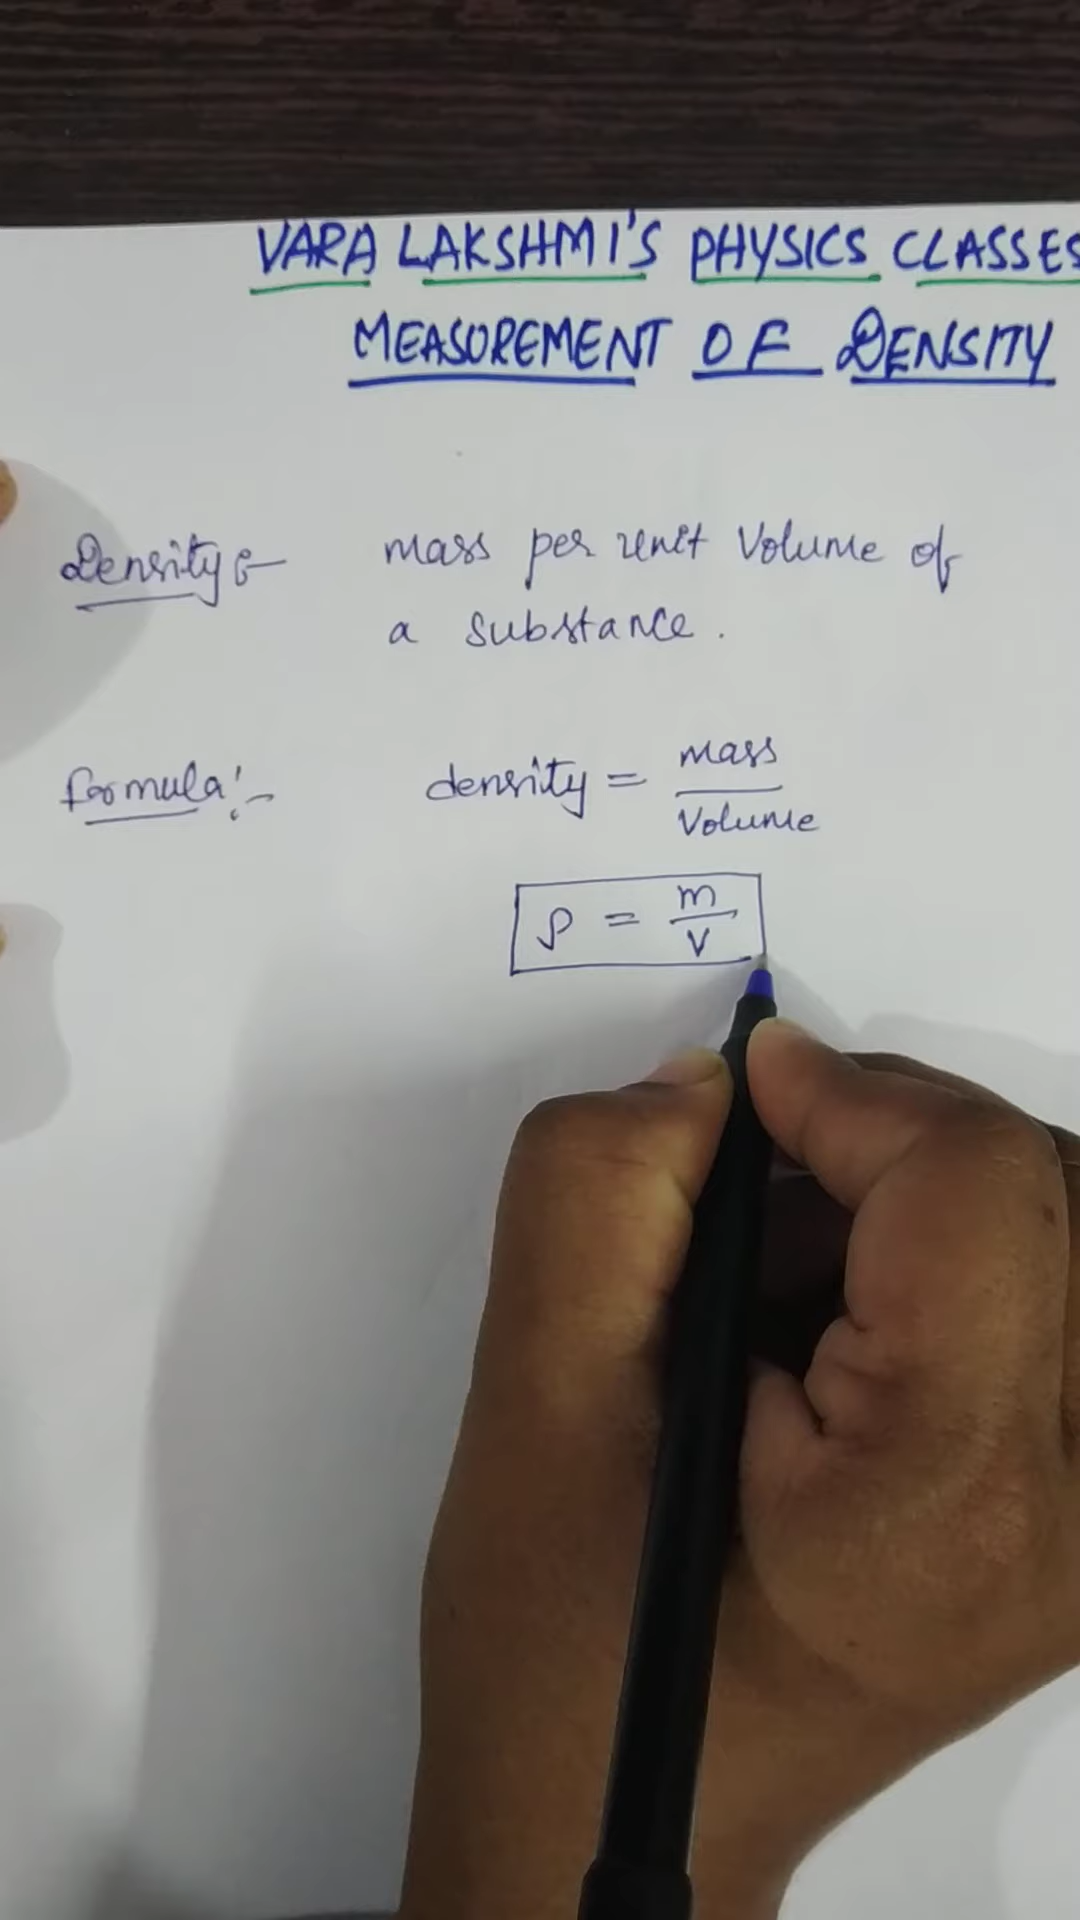 VARA LAKSHMI'S PHYSICS CLASSES
MEASUREMENT OF DENSITY
Density :- mass per unit Volume of
a substance.
formula :- density = mass / Volume
ρ = m / v